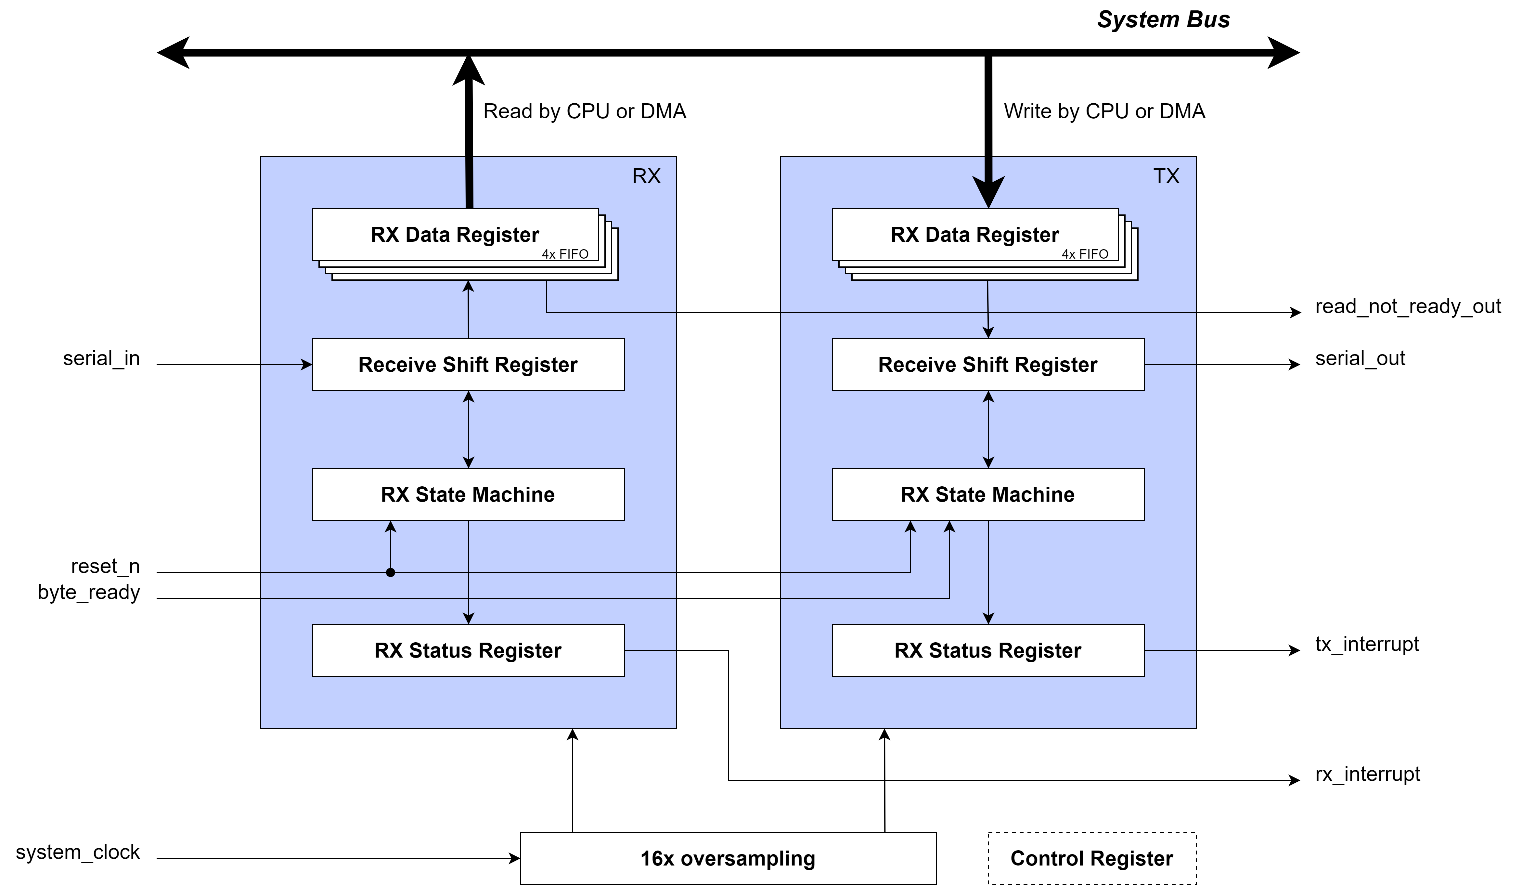 System Bus
Read by CPU or DMA
Write by CPU or DMA
RX
TX
RX Data Register
4x FIFO
RX Data Register
4x FIFO
read_not_ready_out
serial_in
Receive Shift Register
Receive Shift Register
serial_out
RX State Machine
RX State Machine
reset_n
byte_ready
RX Status Register
RX Status Register
tx_interrupt
rx_interrupt
system_clock
16x oversampling
Control Register